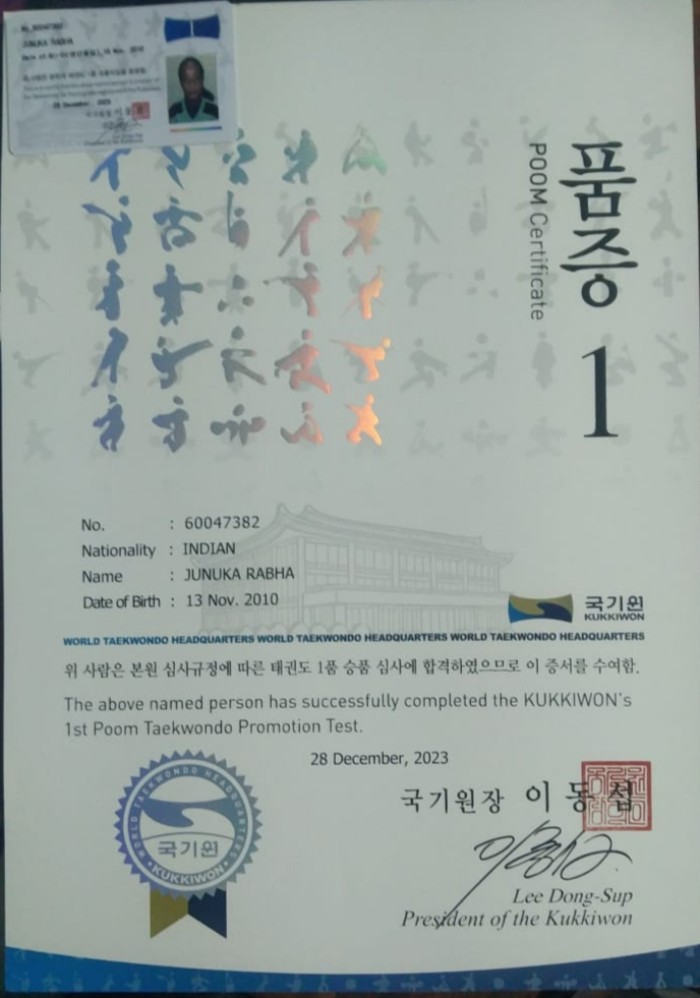 No. 60047382
JUNUKA RABHA
28 December, 2023
품증 1
POOM Certificate
No. : 60047382
Nationality : INDIAN
Name : JUNUKA RABHA
Date of Birth : 13 Nov. 2010
국기원
KUKKIWON
WORLD TAEKWONDO HEADQUARTERS WORLD TAEKWONDO HEADQUARTERS WORLD TAEKWONDO HEADQUARTERS
위 사람은 본원 심사규정에 따른 태권도 1품 승품 심사에 합격하였으므로 이 증서를 수여함.
The above named person has successfully completed the KUKKIWON's
1st Poom Taekwondo Promotion Test.
28 December, 2023
국기원장 이동섭
Lee Dong-Sup
President of the Kukkiwon
WORLD TAEKWONDO HEADQUARTERS
국기원
KUKKIWON